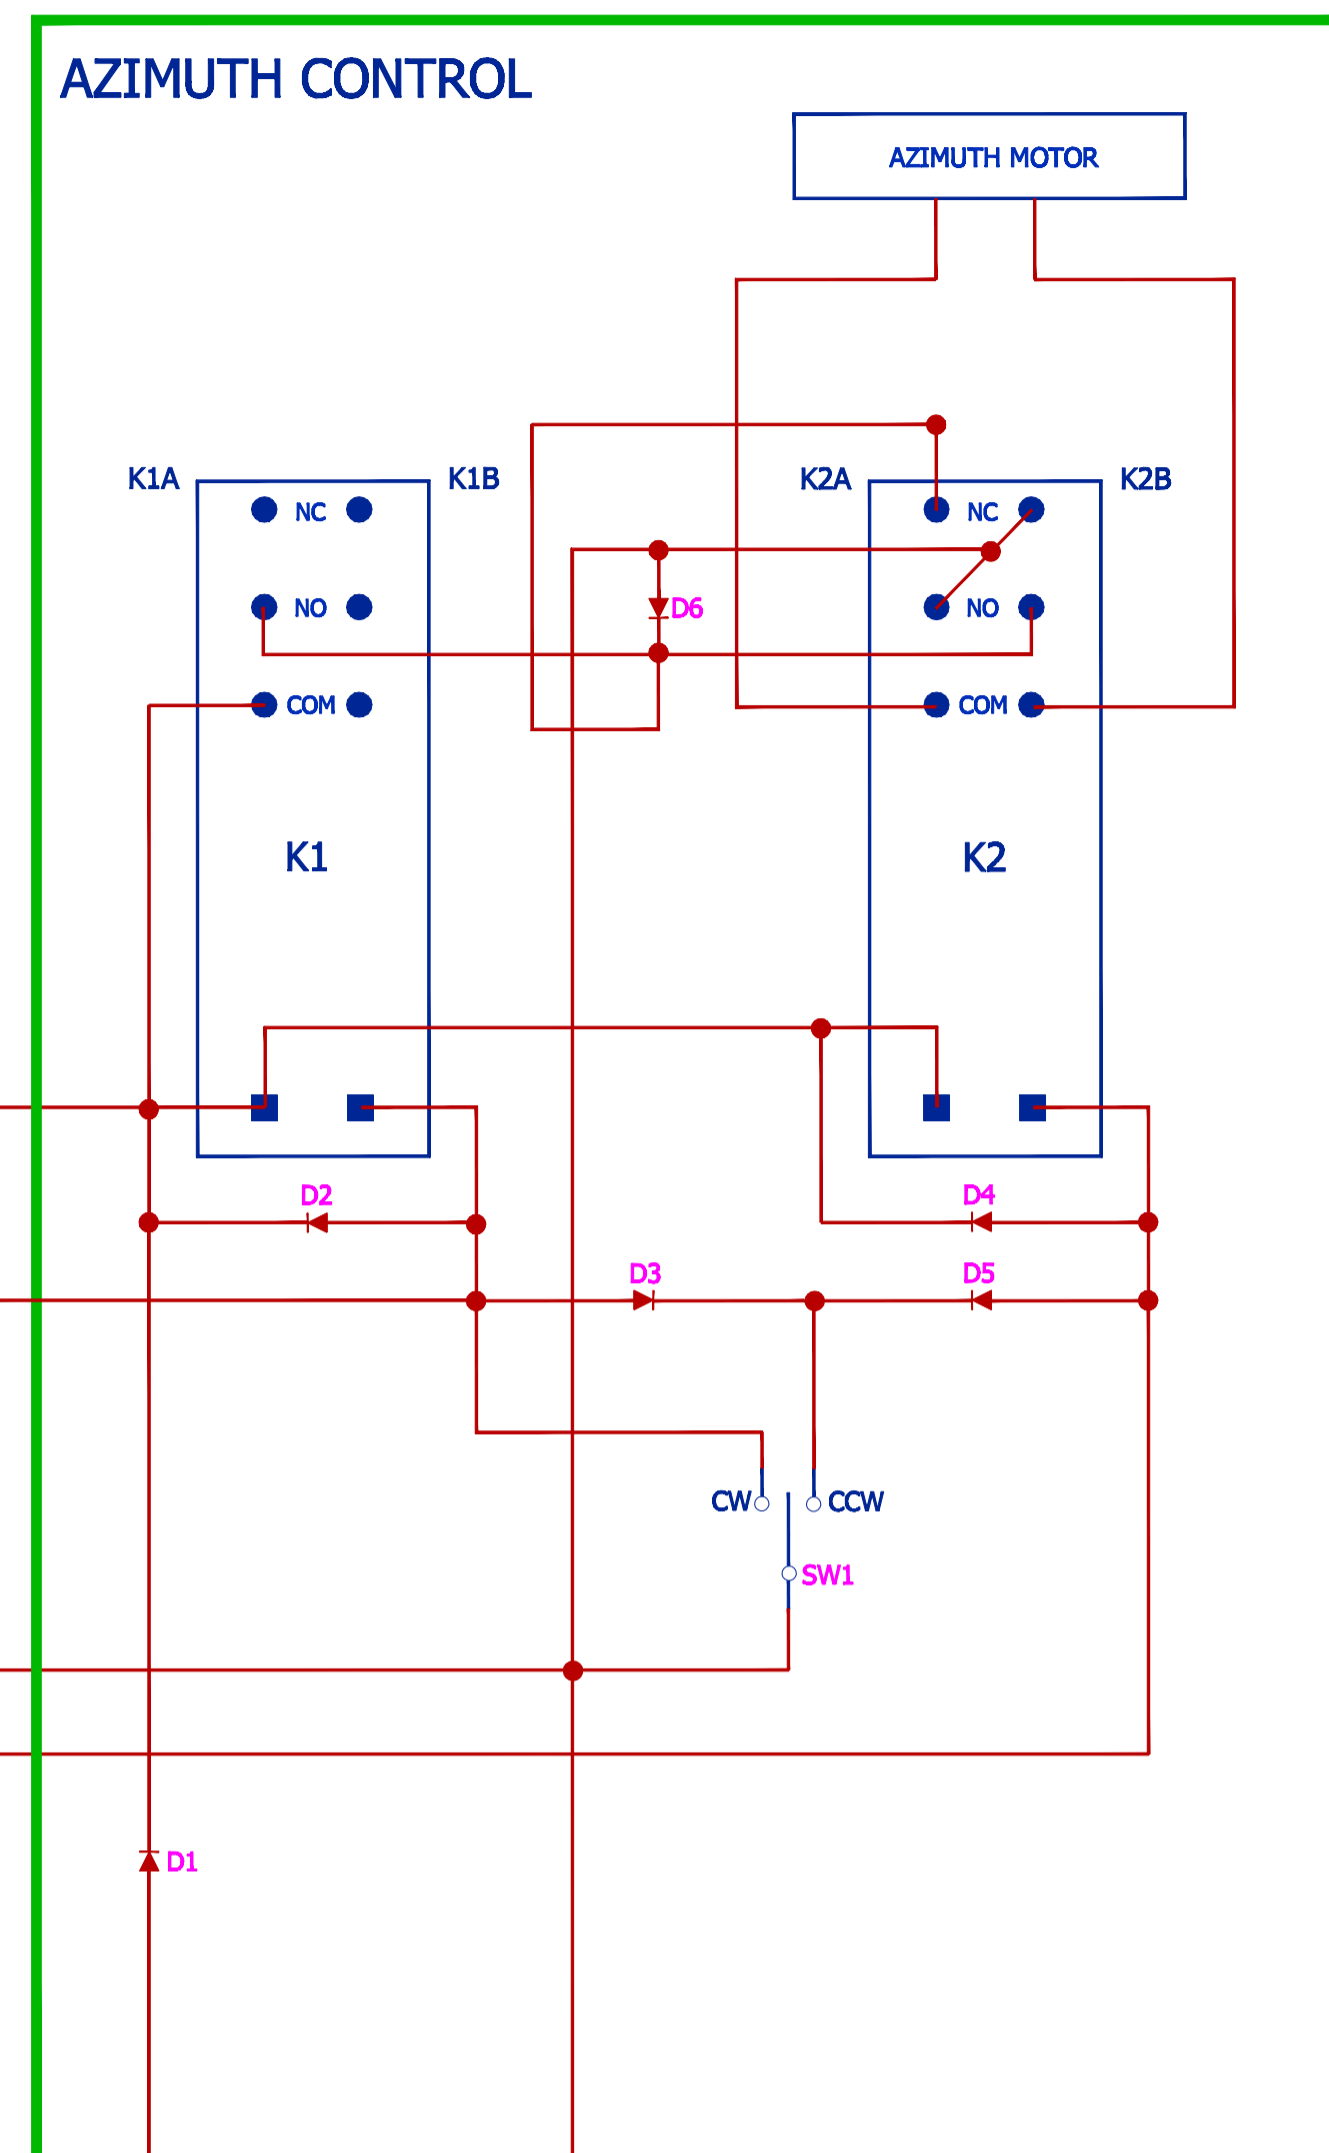 AZIMUTH CONTROL
AZIMUTH MOTOR
K1A
K1B
K2A
K2B
NC
NC
NO
D6
NO
COM
COM
K1
K2
D2
D4
D3
D5
CW
CCW
SW1
D1